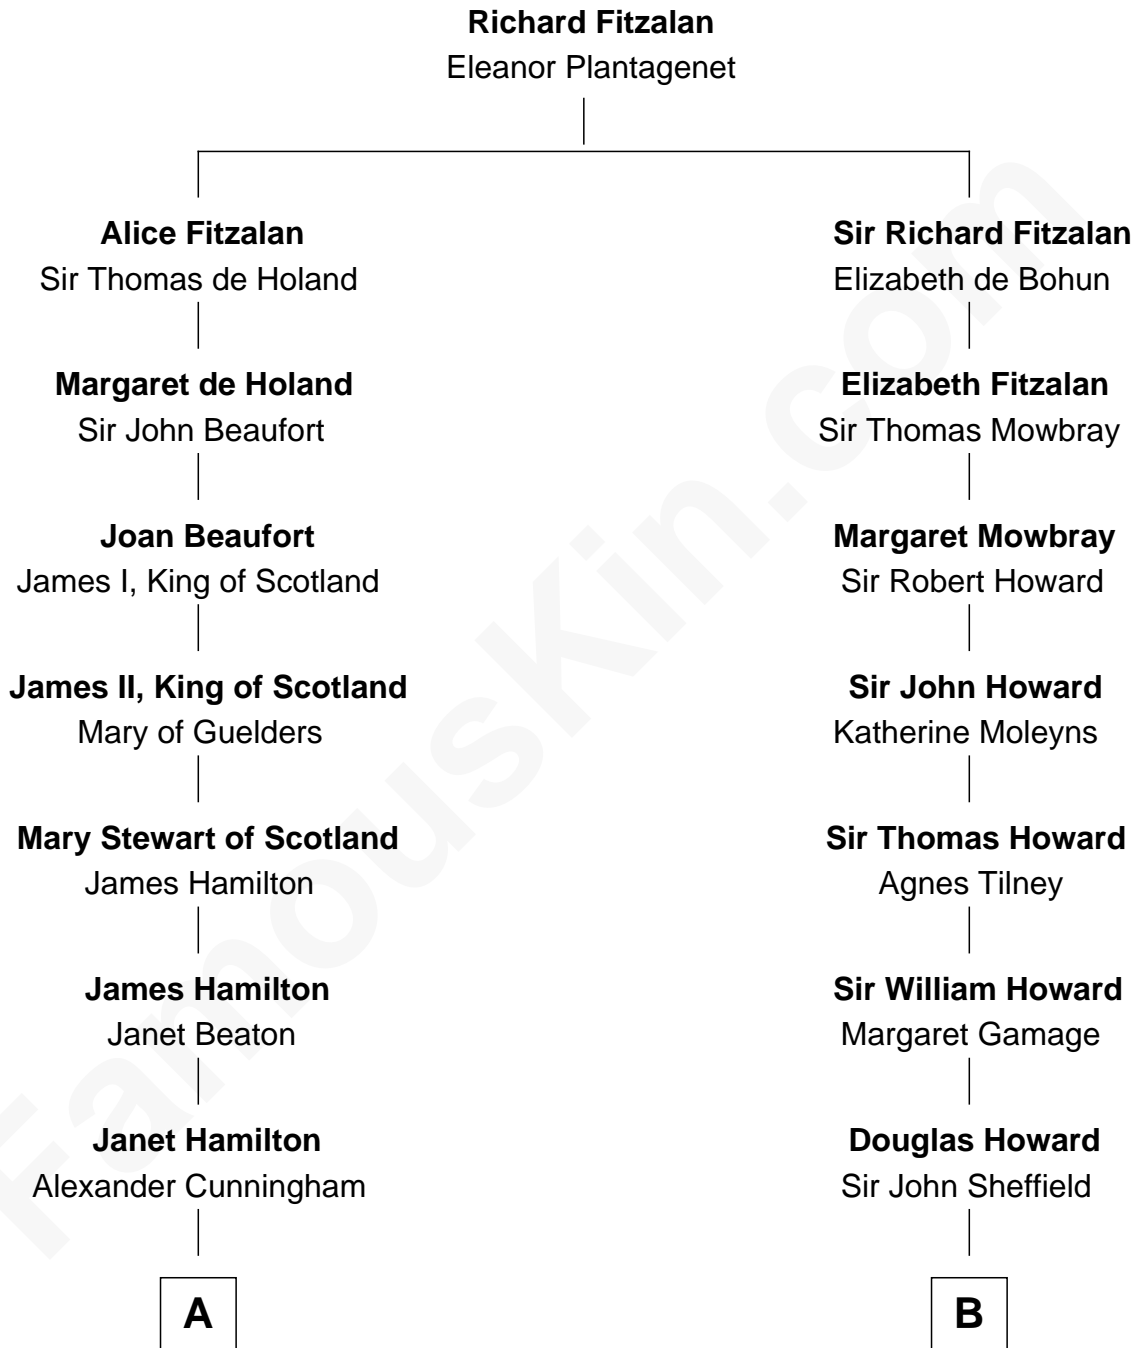 Richard Fitzalan
Eleanor Plantagenet
Alice Fitzalan
Sir Thomas de Holand
Margaret de Holand
Sir John Beaufort
Joan Beaufort
James I, King of Scotland
James II, King of Scotland
Mary of Guelders
Mary Stewart of Scotland
James Hamilton
James Hamilton
Janet Beaton
Janet Hamilton
Alexander Cunningham
A
Sir Richard Fitzalan
Elizabeth de Bohun
Elizabeth Fitzalan
Sir Thomas Mowbray
Margaret Mowbray
Sir Robert Howard
Sir John Howard
Katherine Moleyns
Sir Thomas Howard
Agnes Tilney
Sir William Howard
Margaret Gamage
Douglas Howard
Sir John Sheffield
B
FamousKin.com